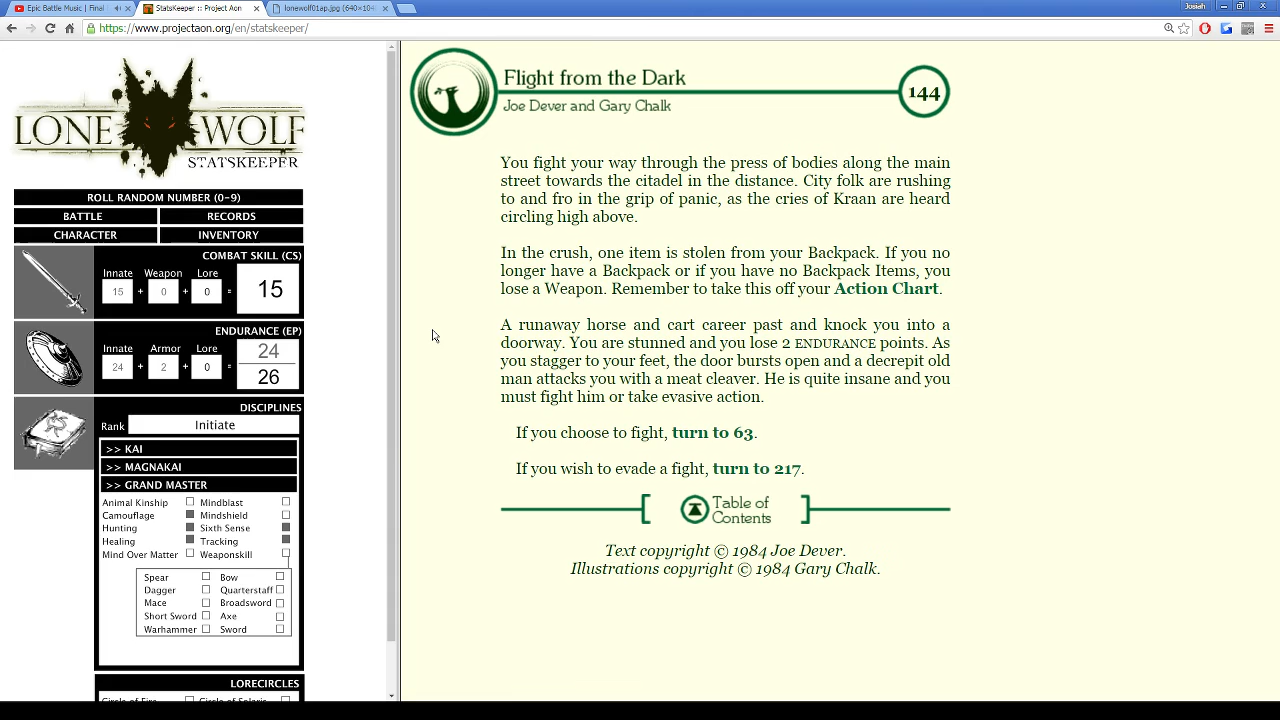 Epic Battle Music | Final
StatsKeeper :: Project Aon
lonewolf01ap.jpg (640×104
Josiah
https://www.projectaon.org/en/statskeeper/
LONE WOLF
STATSKEEPER
ROLL RANDOM NUMBER (0-9)
BATTLE RECORDS
CHARACTER INVENTORY
COMBAT SKILL (CS)
Innate Weapon Lore
15 + 0 + 0 = 15
ENDURANCE (EP)
Innate Armor Lore 24
24 + 2 + 0 = 26
DISCIPLINES
Rank Initiate
>> KAI
>> MAGNAKAI
>> GRAND MASTER
Animal Kinship Mindblast
Camouflage Mindshield
Hunting Sixth Sense
Healing Tracking
Mind Over Matter Weaponskill
Spear Bow
Dagger Quarterstaff
Mace Broadsword
Short Sword Axe
Warhammer Sword
LORECIRCLES
Circle of Fire Circle of Solaris
Flight from the Dark
Joe Dever and Gary Chalk
144
You fight your way through the press of bodies along the main
street towards the citadel in the distance. City folk are rushing
to and fro in the grip of panic, as the cries of Kraan are heard
circling high above.
In the crush, one item is stolen from your Backpack. If you no
longer have a Backpack or if you have no Backpack Items, you
lose a Weapon. Remember to take this off your Action Chart.
A runaway horse and cart career past and knock you into a
doorway. You are stunned and you lose 2 ENDURANCE points. As
you stagger to your feet, the door bursts open and a decrepit old
man attacks you with a meat cleaver. He is quite insane and you
must fight him or take evasive action.
If you choose to fight, turn to 63.
If you wish to evade a fight, turn to 217.
Table of
Contents
Text copyright © 1984 Joe Dever.
Illustrations copyright © 1984 Gary Chalk.